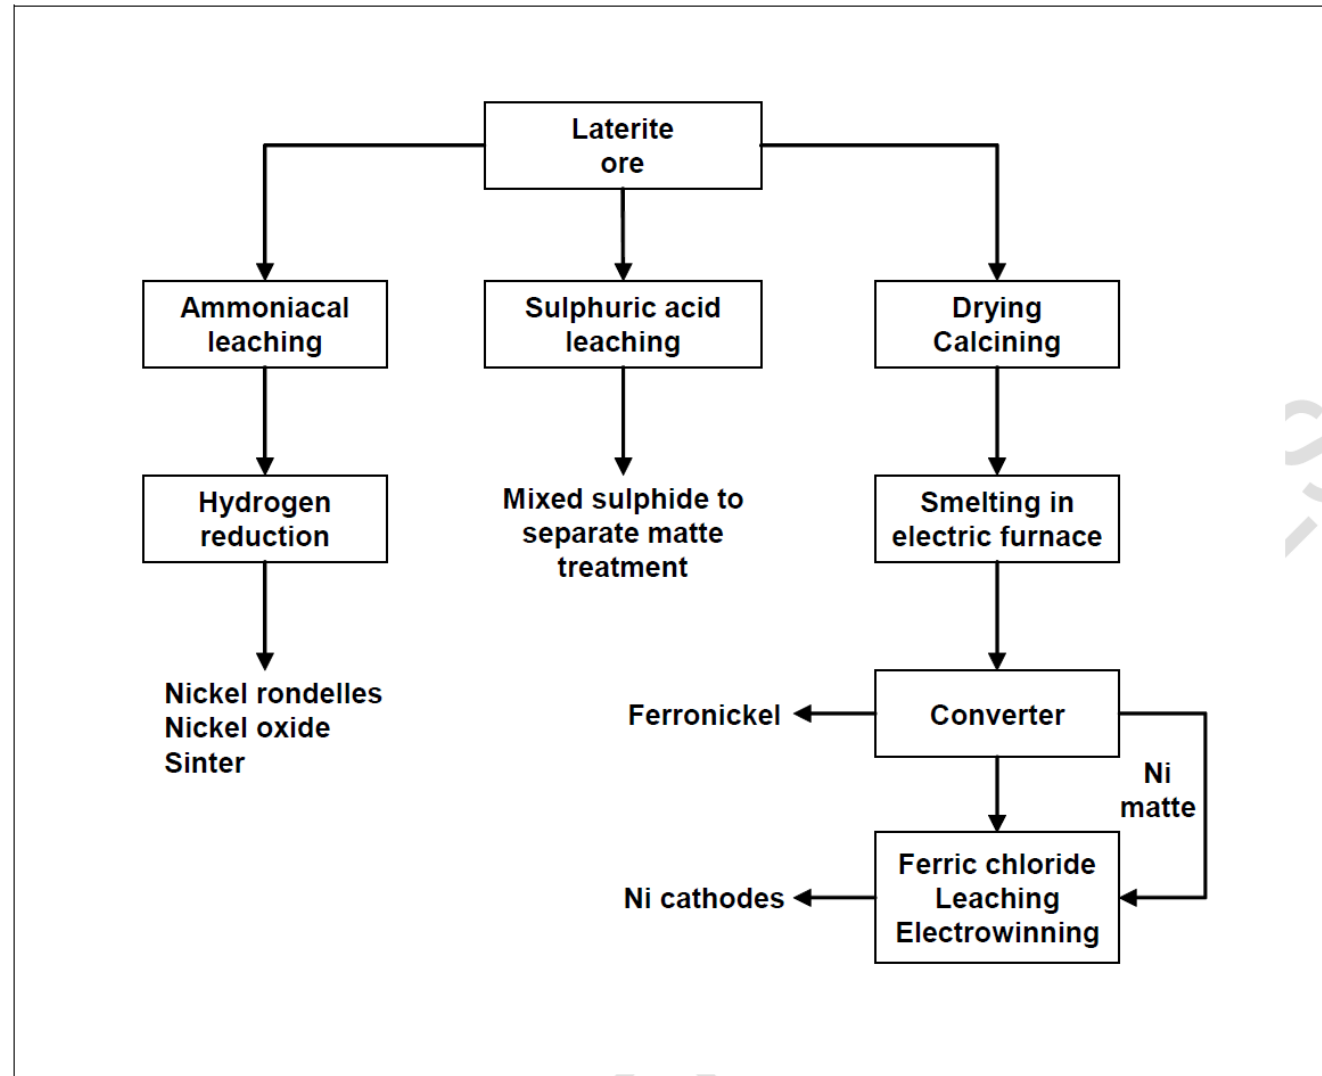 Laterite
ore
Ammoniacal
leaching
Sulphuric acid
leaching
Drying
Calcining
Hydrogen
reduction
Mixed sulphide to
separate matte
treatment
Smelting in
electric furnace
Nickel rondelles
Nickel oxide
Sinter
Ferronickel
Converter
Ni
matte
Ni cathodes
Ferric chloride
Leaching
Electrowinning